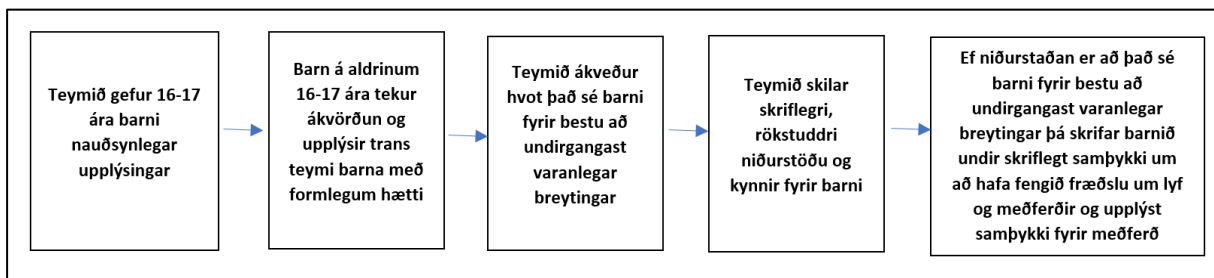 Teymið gefur 16-17
ára barni
nauðsynlegar
upplýsingar
Barn á aldrinum
16-17 ára tekur
ákvörðun og
upplýsir trans
teymi barna með
formlegum hætti
Teymið ákveður
hvot það sé barni
fyrir bestu að
undirgangast
varanlegar
breytingar
Teymið skilar
skriflegri,
rökstuddri
niðurstöðu og
kynnir fyrir barni
Ef niðurstaðan er að það sé
barni fyrir bestu að
undirgangast varanlegar
breytingar þá skrifar barnið
undir skriflegt samþykki um
að hafa fengið fræðslu um lyf
og meðferðir og upplýst
samþykki fyrir meðferð